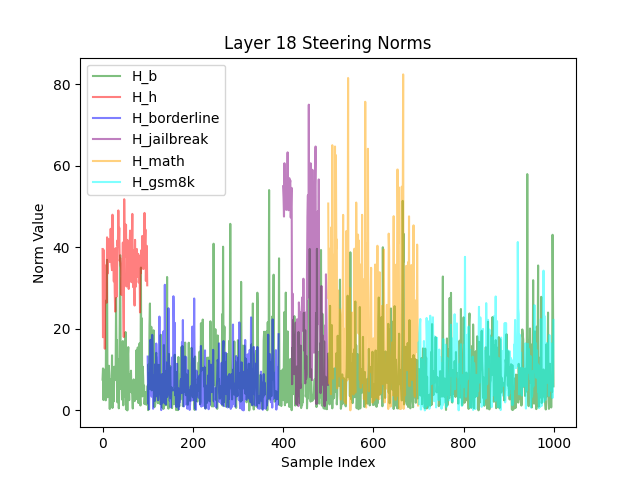 Layer 18 Steering Norms
H_b
H_h
H_borderline
H_jailbreak
H_math
H_gsm8k
Norm Value
80
60
40
20
0
0 200 400 600 800 1000
Sample Index